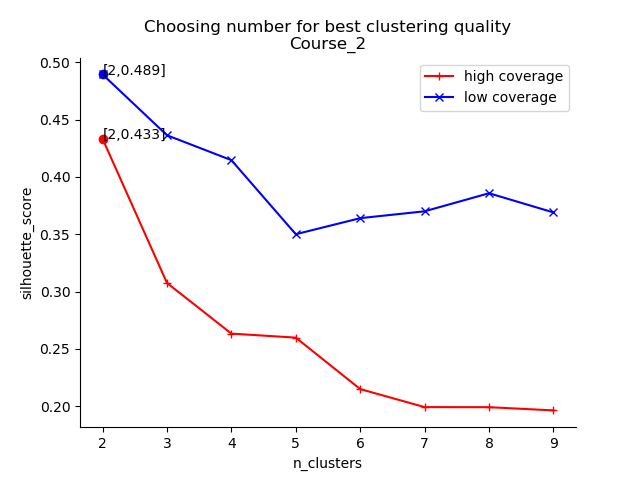 Choosing number for best clustering quality
Course_2
high coverage
low coverage
[2,0.489]
[2,0.433]
silhouette_score
0.50
0.45
0.40
0.35
0.30
0.25
0.20
2 3 4 5 6 7 8 9
n_clusters